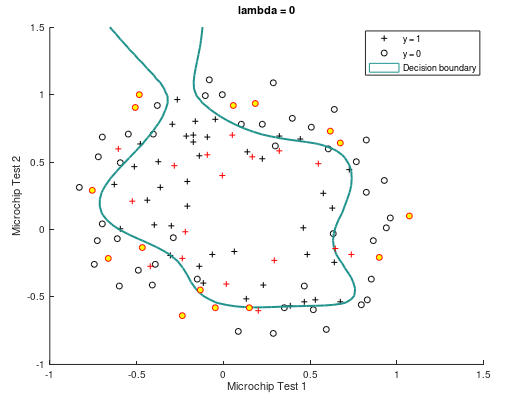 lambda = 0
y = 1
y = 0
Decision boundary
1.5
1
0.5
0
-0.5
-1
Microchip Test 2
-1 -0.5 0 0.5 1 1.5
Microchip Test 1